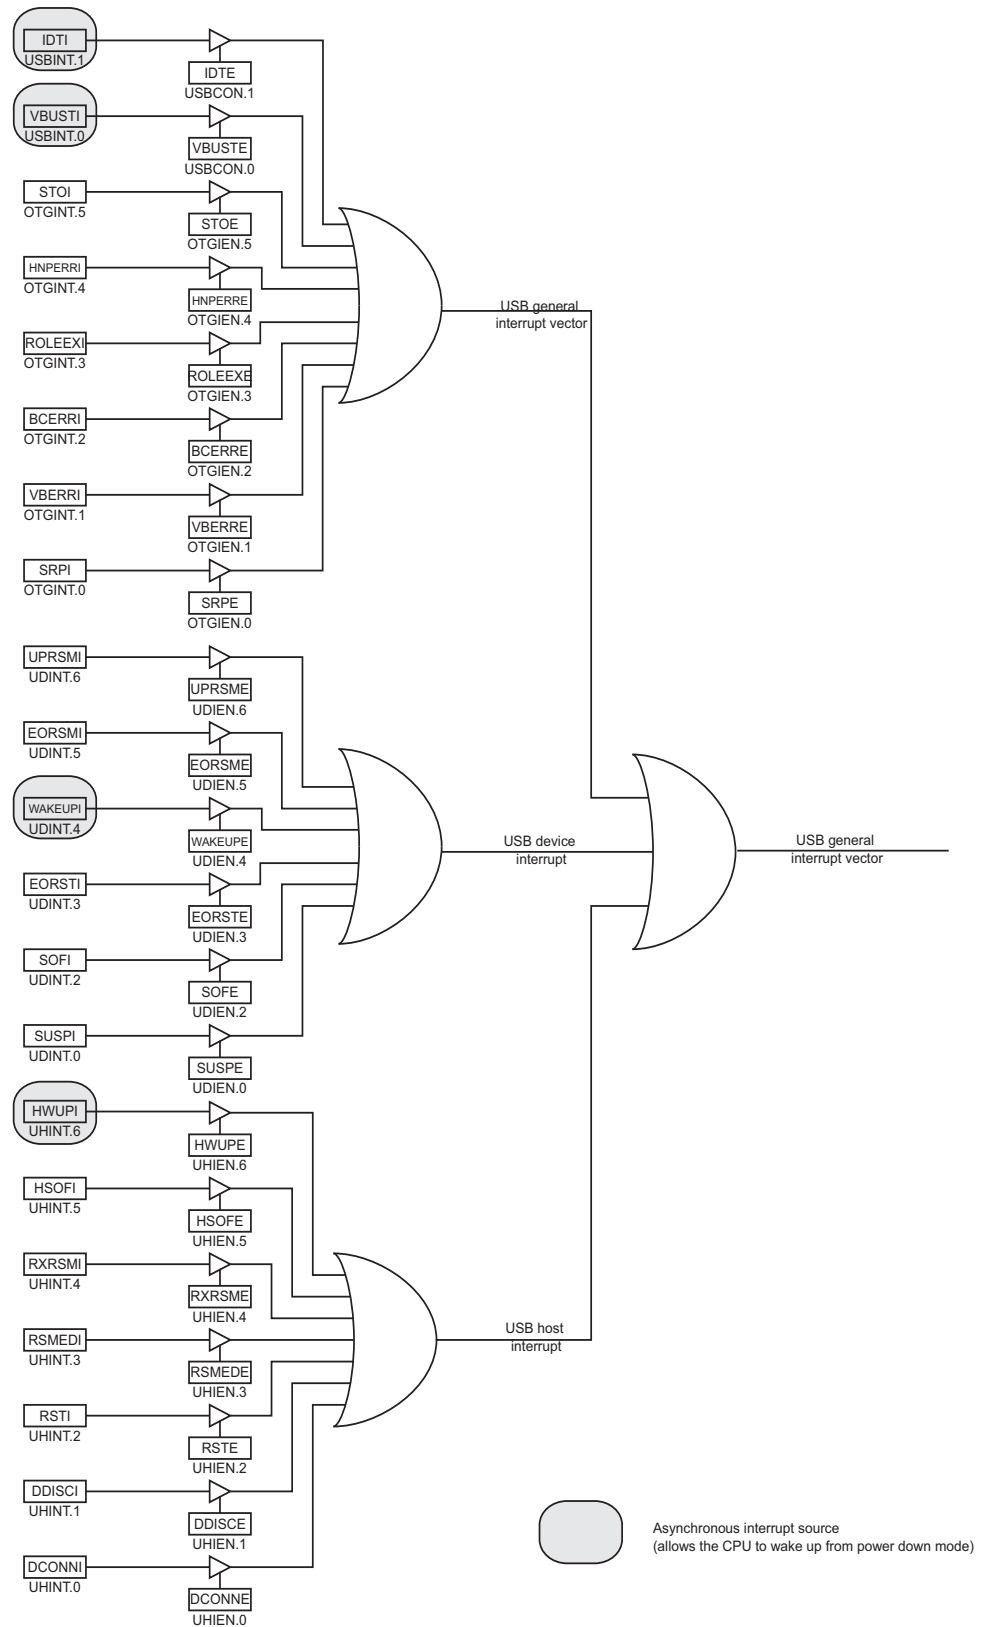 IDTI
USBINT.1
IDTE
USBCON.1
VBUSTI
USBINT.0
VBUSTE
USBCON.0
STOI
OTGINT.5
STOE
OTGIEN.5
HNPERRI
OTGINT.4
HNPERRE
OTGIEN.4
ROLEEXI
OTGINT.3
ROLEEXE
OTGIEN.3
BCERRI
OTGINT.2
BCERRE
OTGIEN.2
VBERRI
OTGINT.1
VBERRE
OTGIEN.1
SRPI
OTGINT.0
SRPE
OTGIEN.0
USB general
interrupt vector
UPRSMI
UDINT.6
UPRSME
UDIEN.6
EORSMI
UDINT.5
EORSME
UDIEN.5
WAKEUPI
UDINT.4
WAKEUPE
UDIEN.4
EORSTI
UDINT.3
EORSTE
UDIEN.3
SOFI
UDINT.2
SOFE
UDIEN.2
SUSPI
UDINT.0
SUSPE
UDIEN.0
USB device
interrupt
USB general
interrupt vector
HWUPI
UHINT.6
HWUPE
UHIEN.6
HSOFI
UHINT.5
HSOFE
UHIEN.5
RXRSMI
UHINT.4
RXRSME
UHIEN.4
RSMEDI
UHINT.3
RSMEDE
UHIEN.3
RSTI
UHINT.2
RSTE
UHIEN.2
DDISCI
UHINT.1
DDISCE
UHIEN.1
DCONNI
UHINT.0
DCONNE
UHIEN.0
USB host
interrupt
Asynchronous interrupt source
(allows the CPU to wake up from power down mode)